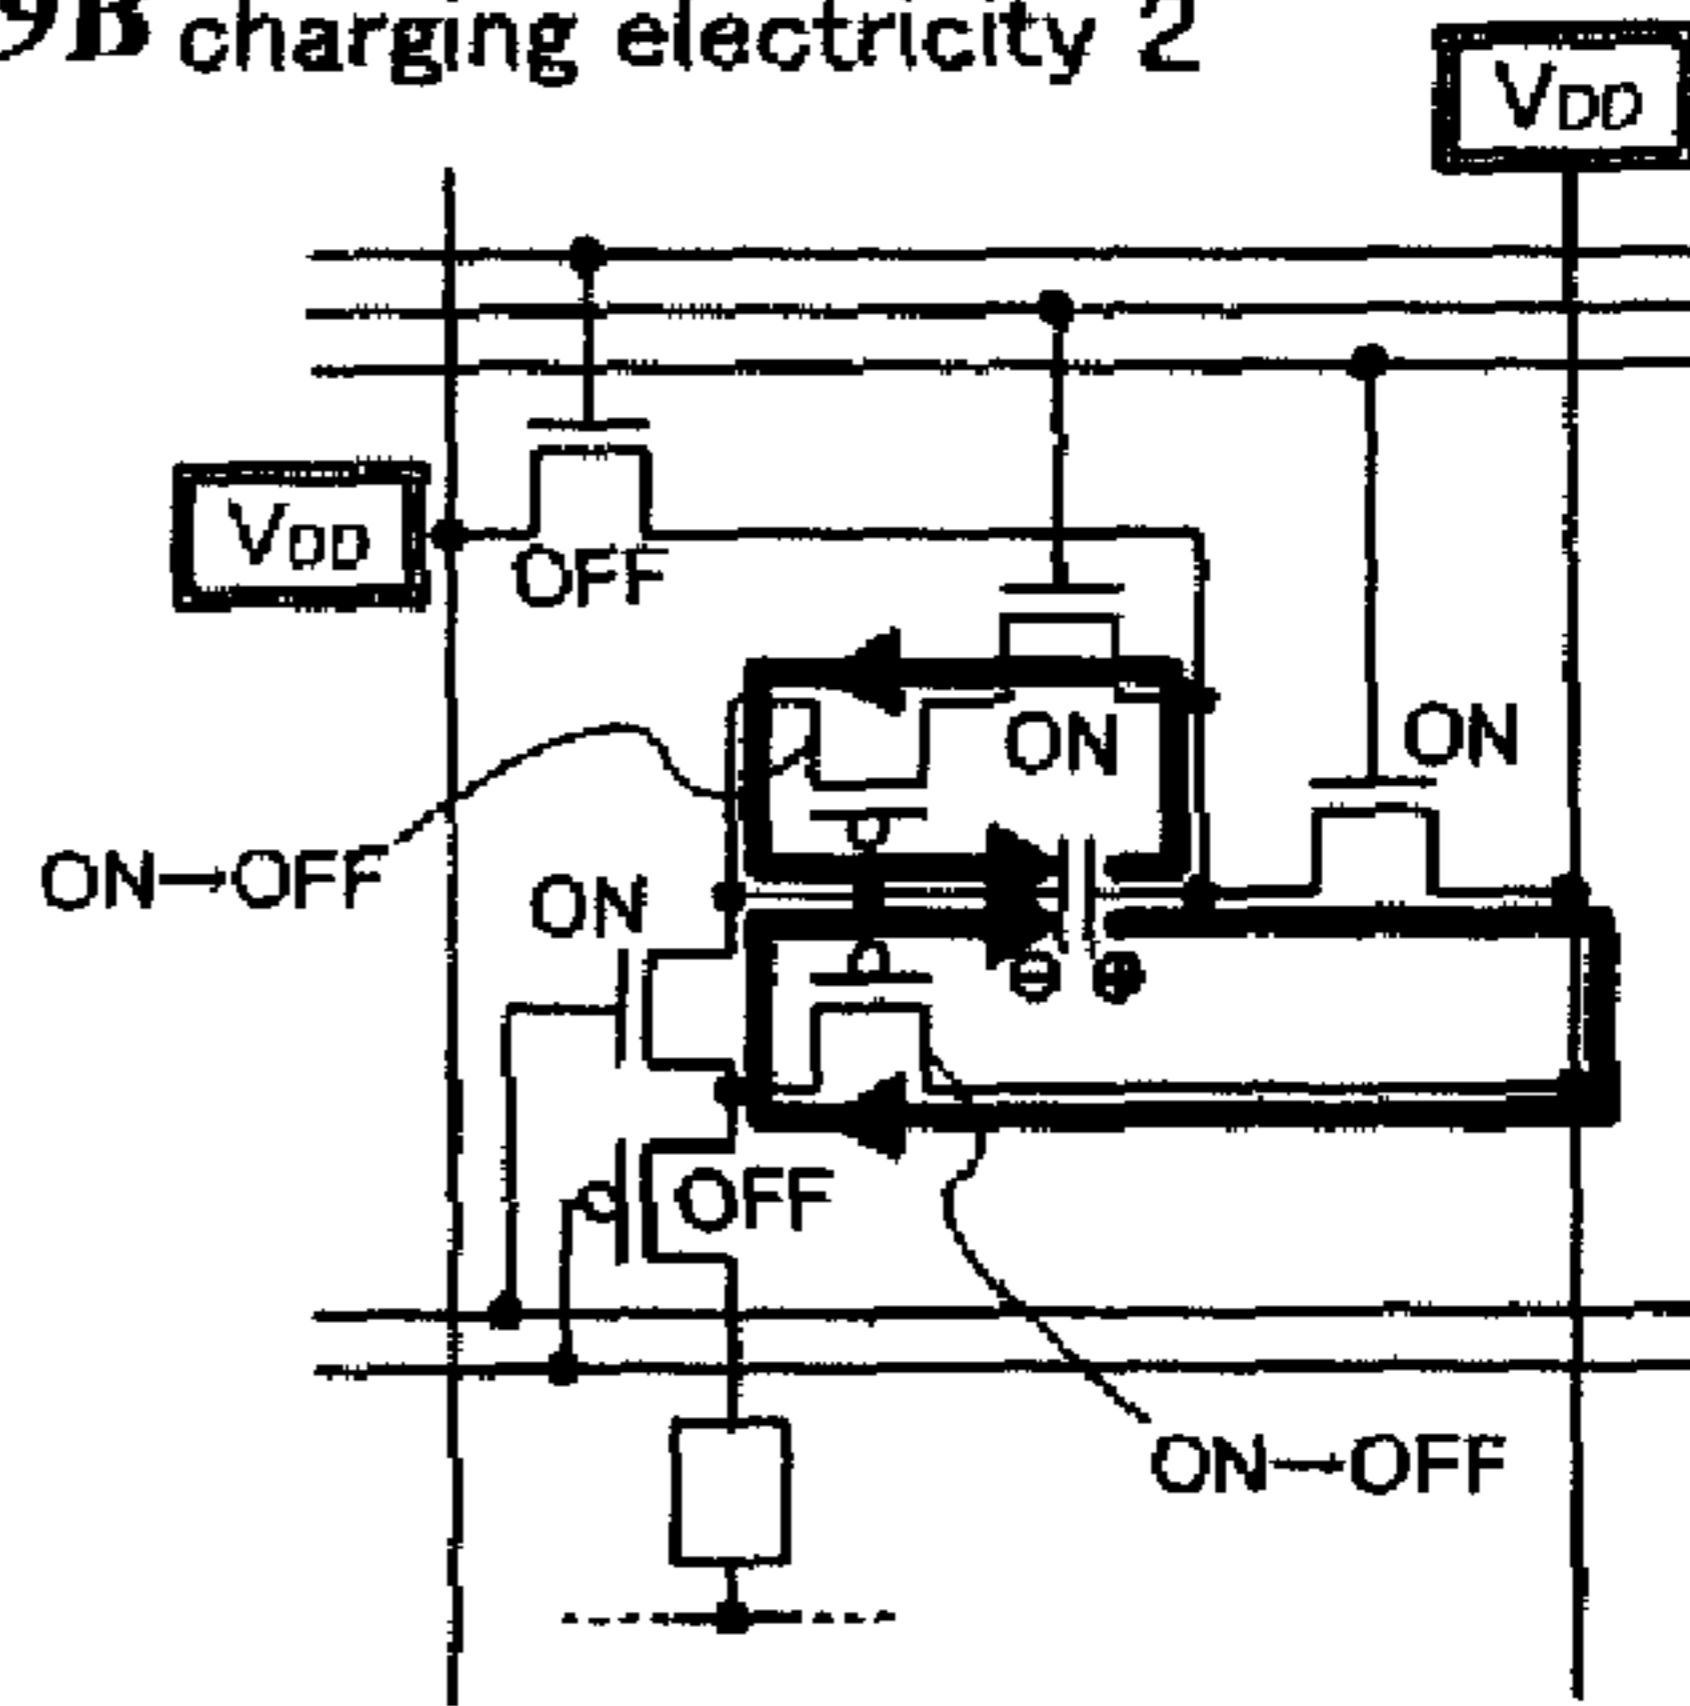 9B charging electricity 2
VDD
VDD
OFF
ON
ON
ON→OFF
ON
⊖ ⊕
OFF
ON→OFF